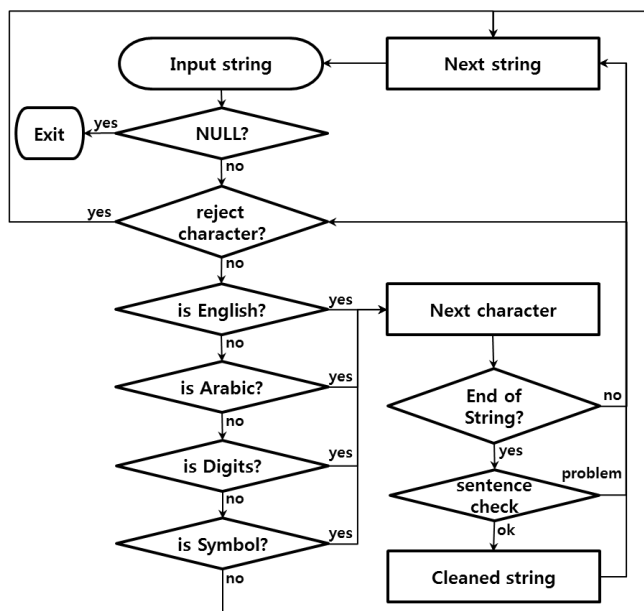 Input string
Next string
Exit
yes
NULL?
no
yes
reject
character?
no
is English?
yes
Next character
no
is Arabic?
yes
End of
String?
no
no
yes
is Digits?
yes
problem
sentence
check
no
ok
is Symbol?
yes
no
Cleaned string